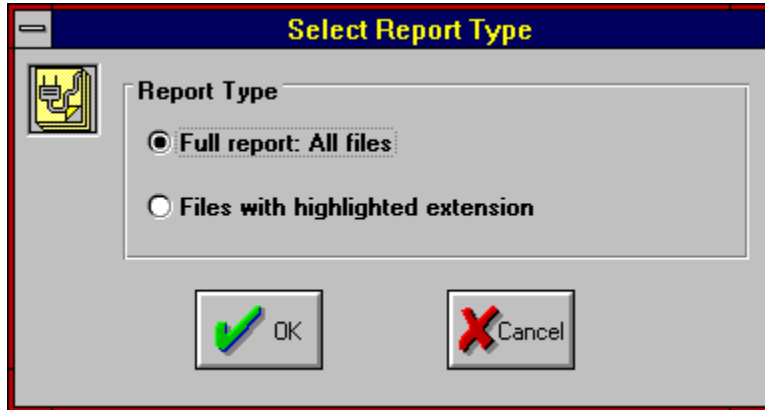 Select Report Type
Report Type
Full report: All files
Files with highlighted extension
OK
Cancel